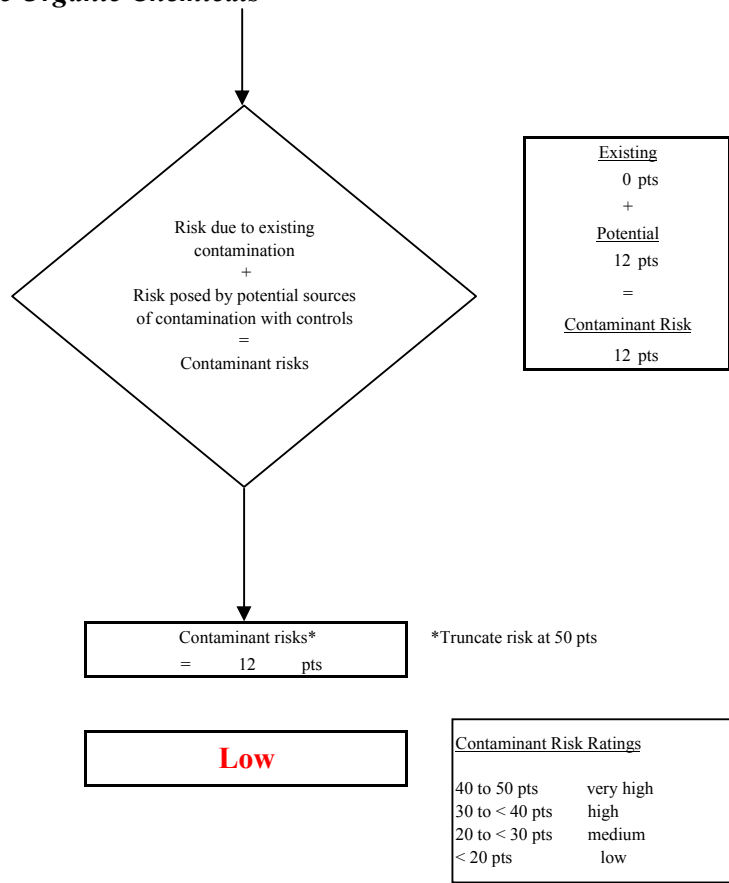 Organic Chemicals
Risk due to existing
contamination
+
Risk posed by potential sources
of contamination with controls
=
Contaminant risks
Existing
0 pts
+
Potential
12 pts
=
Contaminant Risk
12 pts
Contaminant risks*
= 12 pts
*Truncate risk at 50 pts
Low
Contaminant Risk Ratings
40 to 50 pts very high
30 to < 40 pts high
20 to < 30 pts medium
< 20 pts low